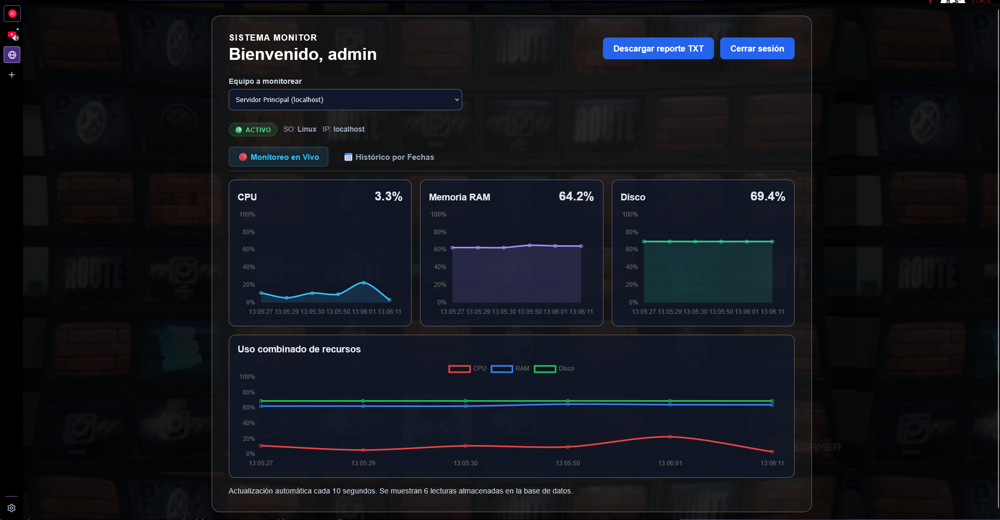 SISTEMA MONITOR
Bienvenido, admin
Descargar reporte TXT
Cerrar sesión
Equipo a monitorear
Servidor Principal (localhost)
ACTIVO SO: Linux IP: localhost
Monitoreo en Vivo
Histórico por Fechas
CPU 3.3%
100%
80%
60%
40%
20%
0%
13:05:27 13:05:29 13:05:30 13:05:50 13:06:01 13:06:11
Memoria RAM 64.2%
100%
80%
60%
40%
20%
0%
13:05:27 13:05:29 13:05:30 13:05:50 13:06:01 13:06:11
Disco 69.4%
100%
80%
60%
40%
20%
0%
13:05:27 13:05:29 13:05:30 13:05:50 13:06:01 13:06:11
Uso combinado de recursos
CPU RAM Disco
100%
80%
60%
40%
20%
0%
13:05:27 13:05:29 13:05:30 13:05:50 13:06:01 13:06:11
Actualización automática cada 10 segundos. Se muestran 6 lecturas almacenadas en la base de datos.
ROUTE
ROUTE
ROUTE
ROUTE
ROUTE